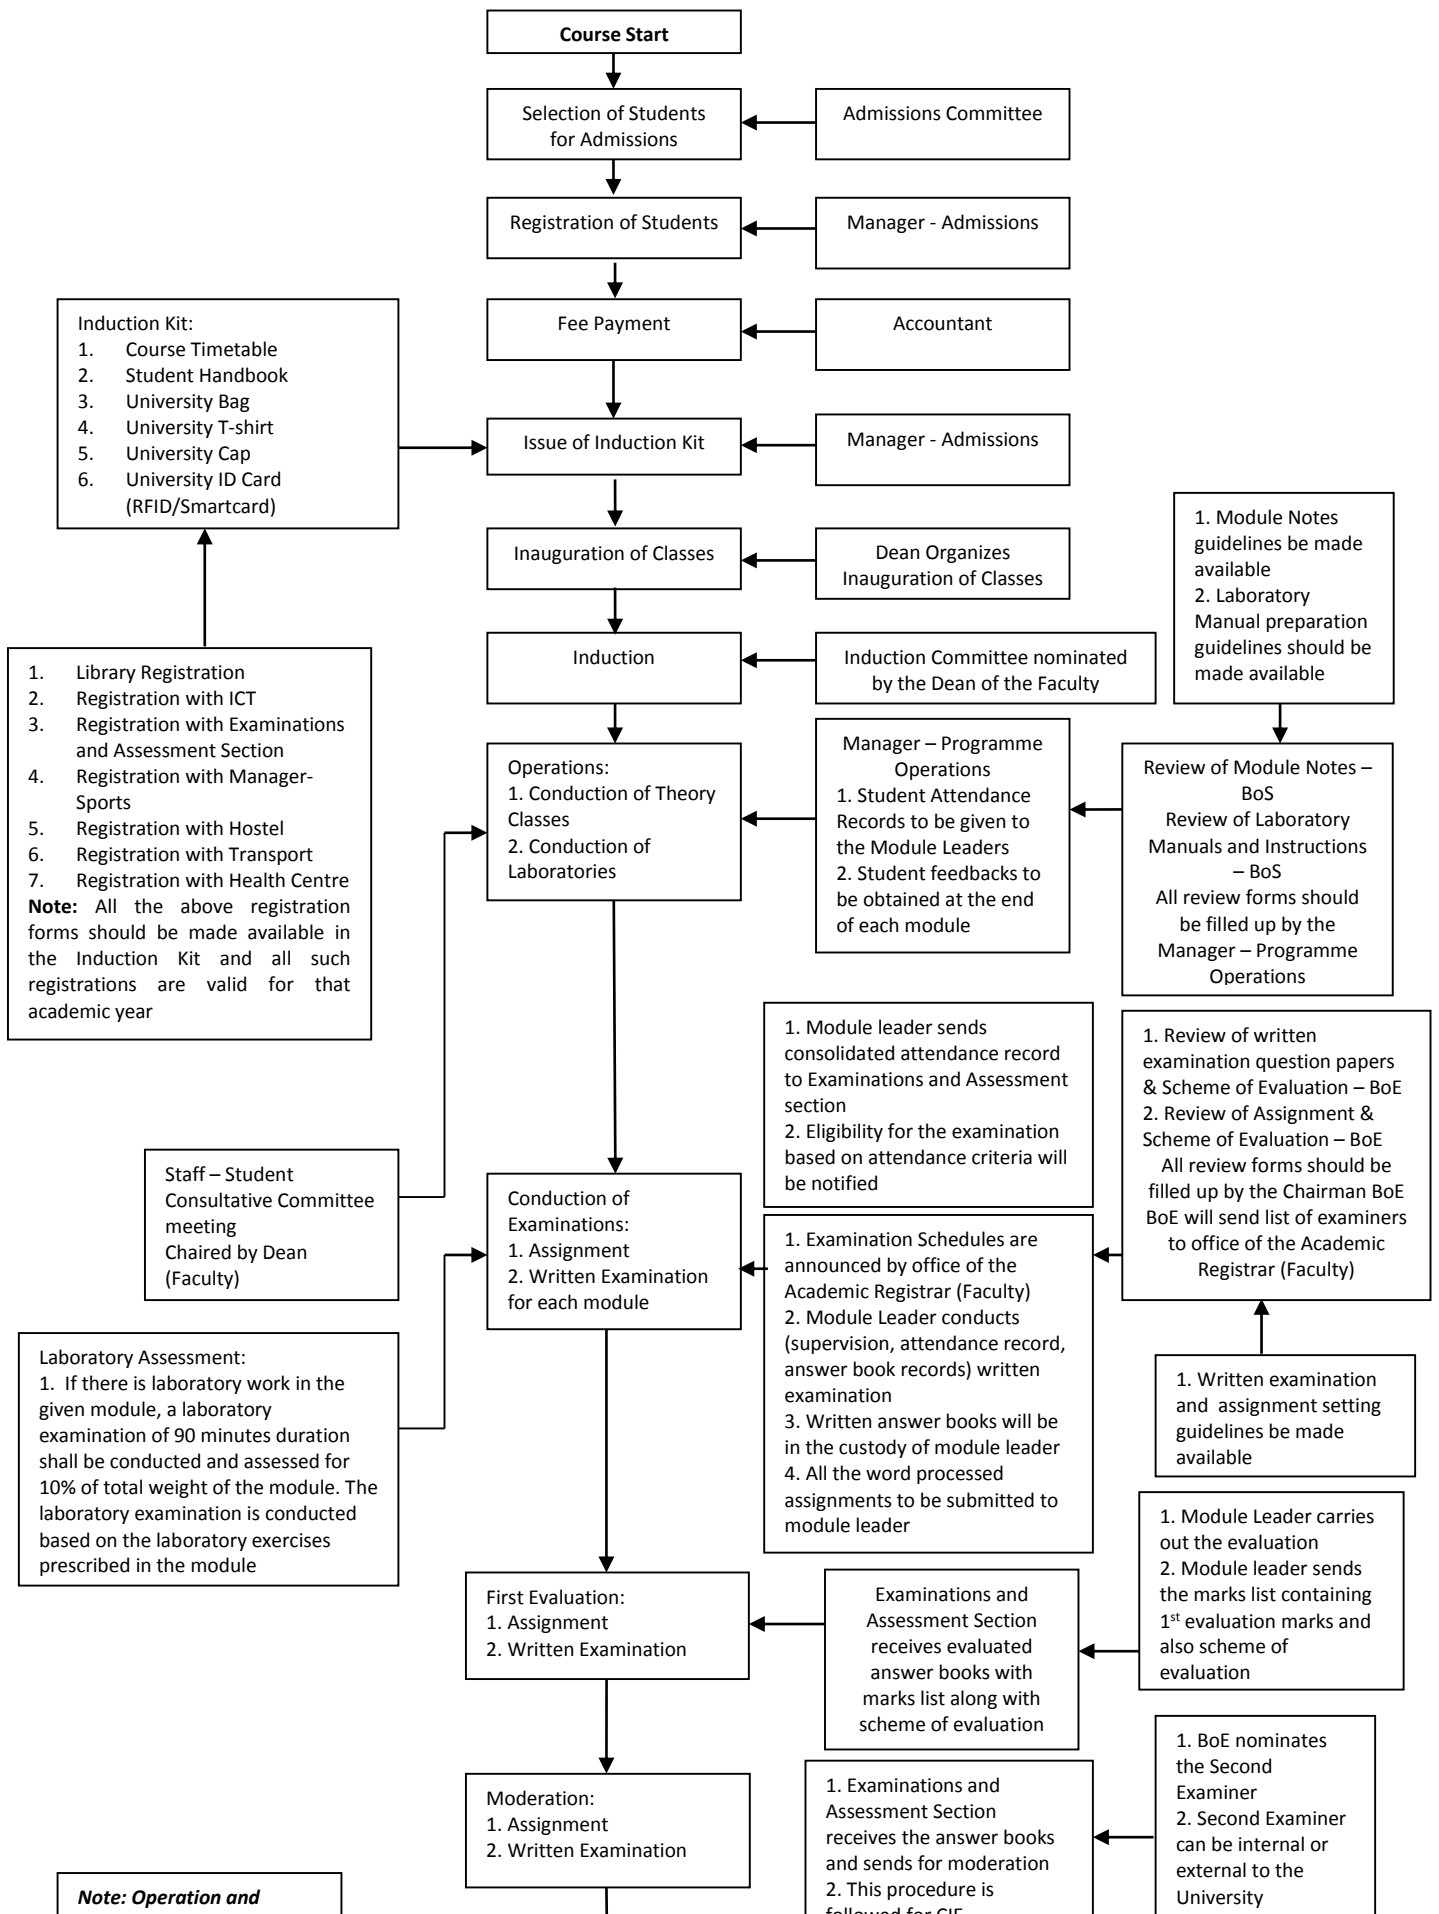 Course Start
Selection of Students
for Admissions
Admissions Committee
Registration of Students
Manager - Admissions
Fee Payment
Accountant
Induction Kit:
1. Course Timetable
2. Student Handbook
3. University Bag
4. University T-shirt
5. University Cap
6. University ID Card
(RFID/Smartcard)
Issue of Induction Kit
Manager - Admissions
Inauguration of Classes
Dean Organizes
Inauguration of Classes
1. Module Notes
guidelines be made
available
2. Laboratory
Manual preparation
guidelines should be
made available
Induction
Induction Committee nominated
by the Dean of the Faculty
1. Library Registration
2. Registration with ICT
3. Registration with Examinations
and Assessment Section
4. Registration with Manager-
Sports
5. Registration with Hostel
6. Registration with Transport
7. Registration with Health Centre
Note: All the above registration
forms should be made available in
the Induction Kit and all such
registrations are valid for that
academic year
Operations:
1. Conduction of Theory
Classes
2. Conduction of
Laboratories
Manager – Programme
Operations
1. Student Attendance
Records to be given to
the Module Leaders
2. Student feedbacks to
be obtained at the end
of each module
Review of Module Notes –
BoS
Review of Laboratory
Manuals and Instructions
– BoS
All review forms should
be filled up by the
Manager – Programme
Operations
1. Module leader sends
consolidated attendance record
to Examinations and Assessment
section
2. Eligibility for the examination
based on attendance criteria will
be notified
1. Review of written
examination question papers
& Scheme of Evaluation – BoE
2. Review of Assignment &
Scheme of Evaluation – BoE
All review forms should be
filled up by the Chairman BoE
BoE will send list of examiners
to office of the Academic
Registrar (Faculty)
Staff – Student
Consultative Committee
meeting
Chaired by Dean
(Faculty)
Conduction of
Examinations:
1. Assignment
2. Written Examination
for each module
1. Examination Schedules are
announced by office of the
Academic Registrar (Faculty)
2. Module Leader conducts
(supervision, attendance record,
answer book records) written
examination
3. Written answer books will be
in the custody of module leader
4. All the word processed
assignments to be submitted to
module leader
Laboratory Assessment:
1. If there is laboratory work in the
given module, a laboratory
examination of 90 minutes duration
shall be conducted and assessed for
10% of total weight of the module. The
laboratory examination is conducted
based on the laboratory exercises
prescribed in the module
1. Written examination
and assignment setting
guidelines be made
available
First Evaluation:
1. Assignment
2. Written Examination
Examinations and
Assessment Section
receives evaluated
answer books with
marks list along with
scheme of evaluation
1. Module Leader carries
out the evaluation
2. Module leader sends
the marks list containing
1st evaluation marks and
also scheme of
evaluation
Moderation:
1. Assignment
2. Written Examination
1. Examinations and
Assessment Section
receives the answer books
and sends for moderation
2. This procedure is
followed for CIE
1. BoE nominates
the Second
Examiner
2. Second Examiner
can be internal or
external to the
University
Note: Operation and